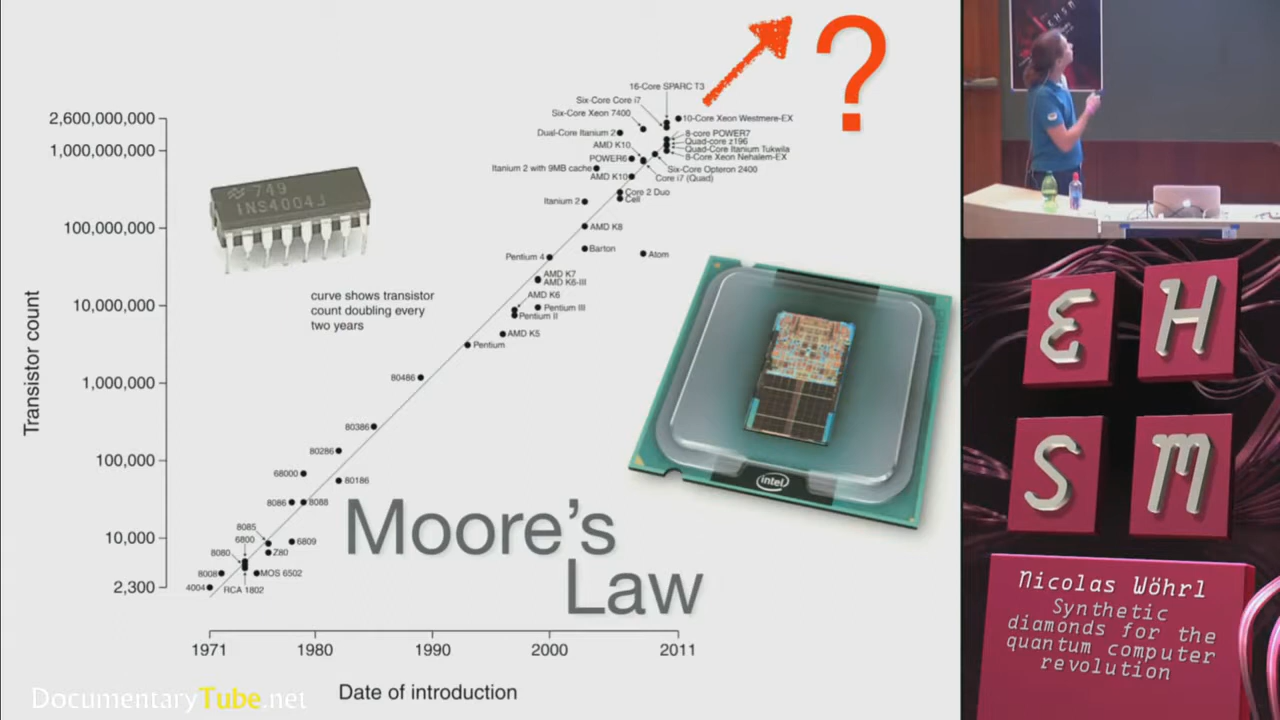 ?
16-Core SPARC T3
Six-Core Core i7
Six-Core Xeon 7400
10-Core Xeon Westmere-EX
Dual-Core Itanium 2
8-core POWER7
Quad-core z196
AMD K10
Quad-Core Itanium Tukwila
POWER6
8-Core Xeon Nehalem-EX
Itanium 2 with 9MB cache
Six-Core Opteron 2400
AMD K10
Core i7 (Quad)
Core 2 Duo
Itanium 2
Cell
AMD K8
Barton
Atom
Pentium 4
AMD K7
AMD K6-III
AMD K6
Pentium III
Pentium II
AMD K5
Pentium
80486
80386
80286
68000
80186
8086
8088
8085
6800
6809
8080
Z80
8008
MOS 6502
4004
RCA 1802
2,600,000,000
1,000,000,000
100,000,000
10,000,000
1,000,000
100,000
10,000
2,300
Transistor count
curve shows transistor
count doubling every
two years
749
INS4004J
intel
Moore's
Law
1971 1980 1990 2000 2011
Date of introduction
DocumentaryTube.net
EH
SM
Nicolas Wöhrl
Synthetic
diamonds for the
quantum computer
revolution